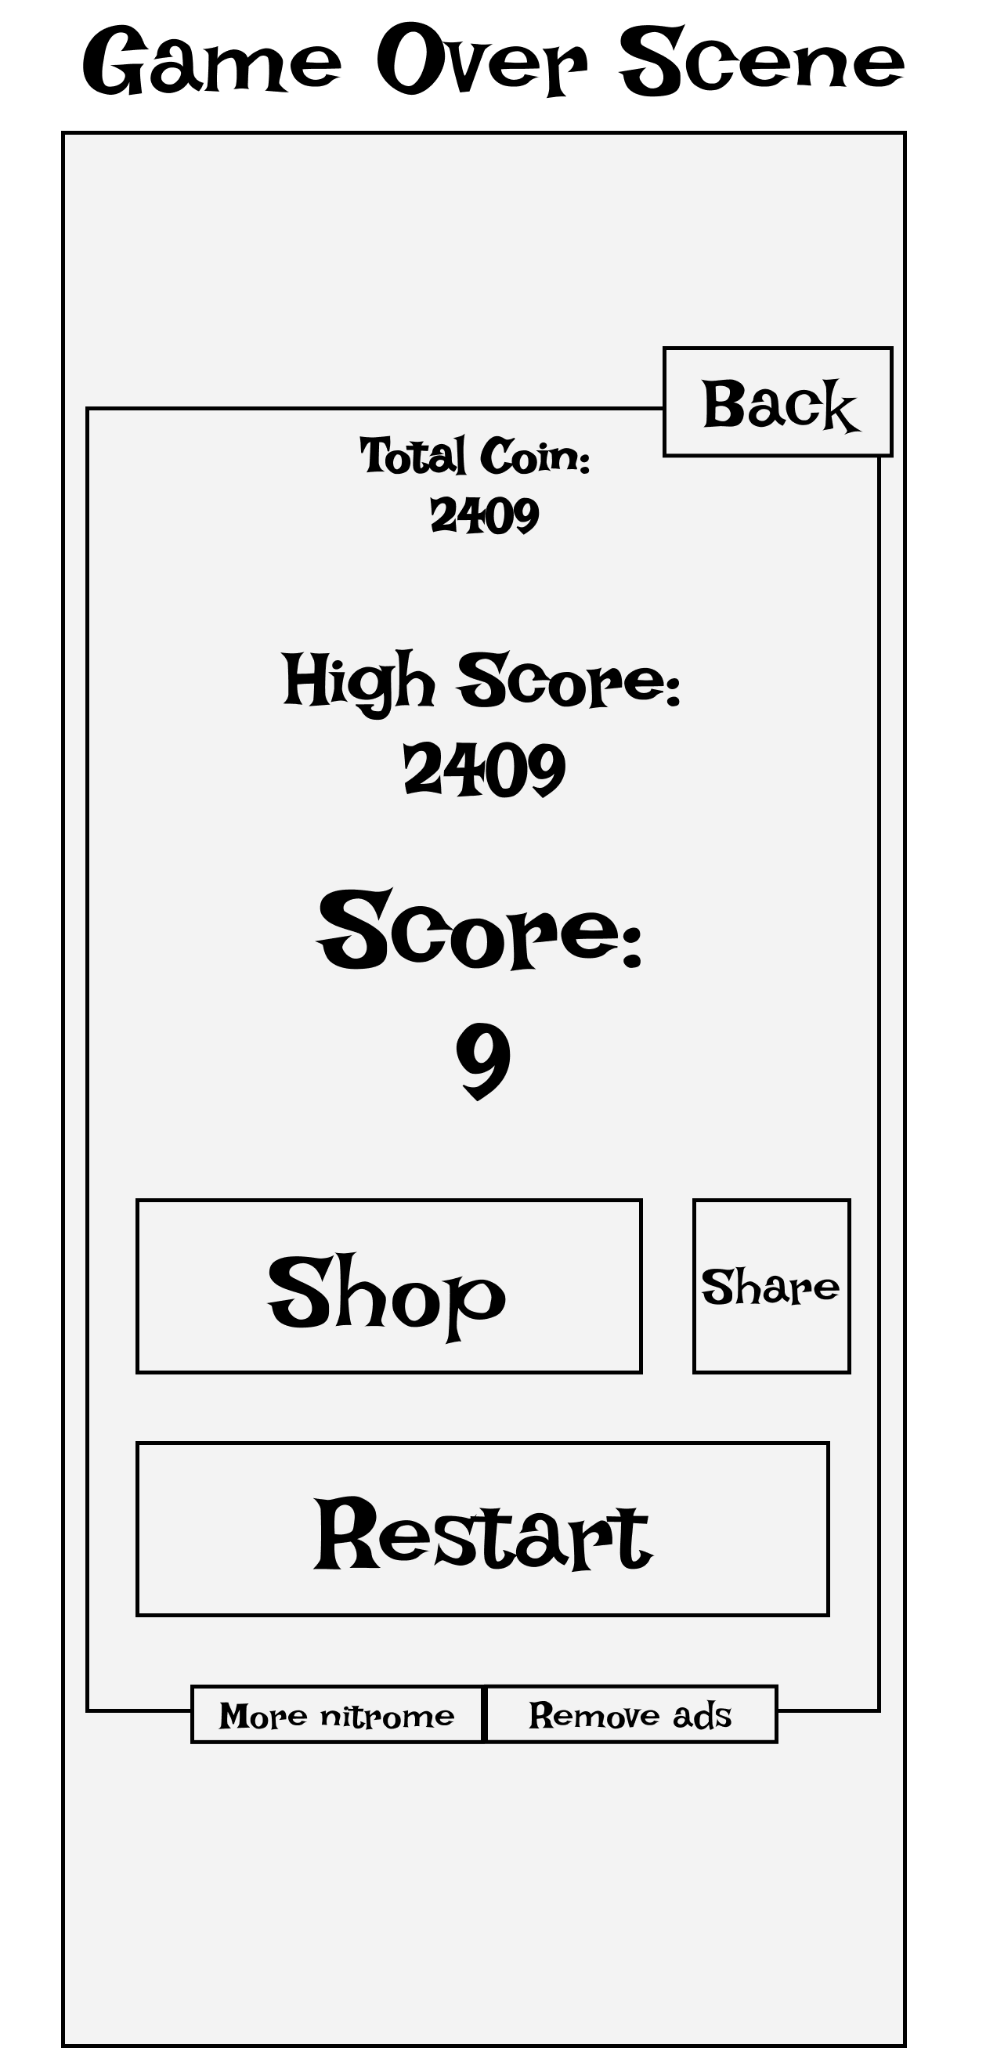 Game Over Scene
Back
Total Coin:
2409
High Score:
2409
Score:
9
Shop
Share
Restart
More nitrome
Remove ads